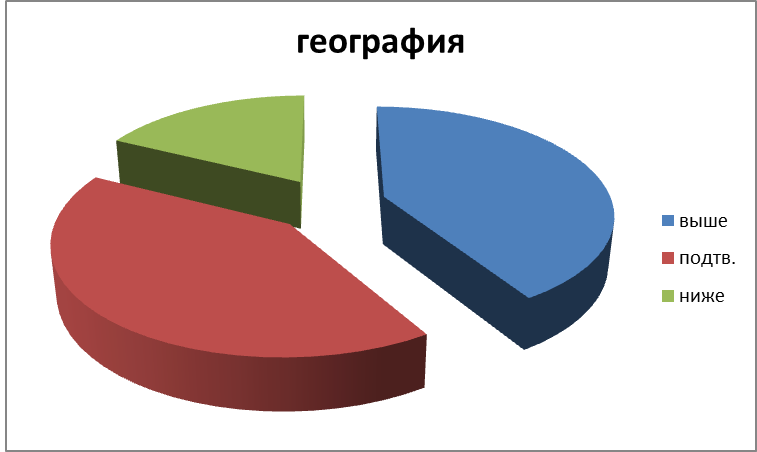 география
выше
подтв.
ниже